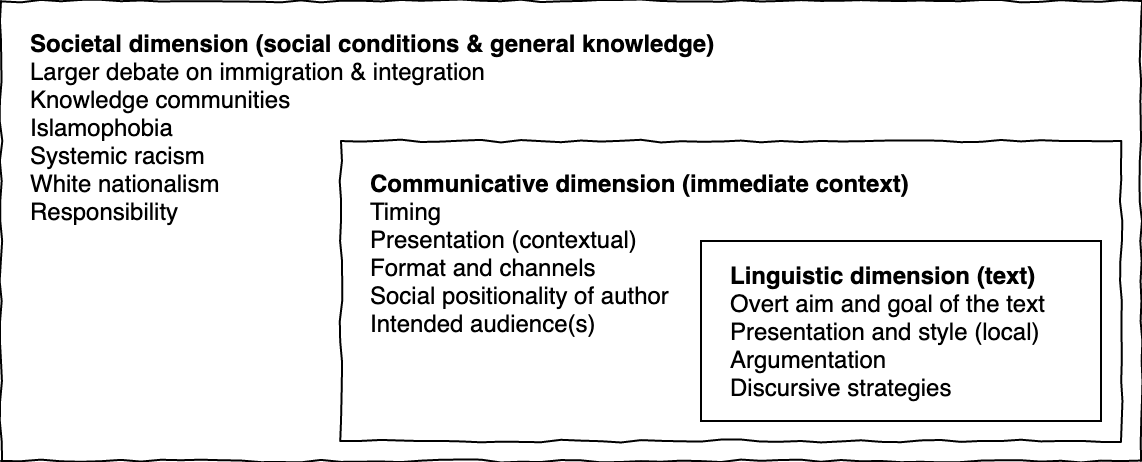 Societal dimension (social conditions & general knowledge)
Larger debate on immigration & integration
Knowledge communities
Islamophobia
Systemic racism
White nationalism
Responsibility
Communicative dimension (immediate context)
Timing
Presentation (contextual)
Format and channels
Social positionality of author
Intended audience(s)
Linguistic dimension (text)
Overt aim and goal of the text
Presentation and style (local)
Argumentation
Discursive strategies